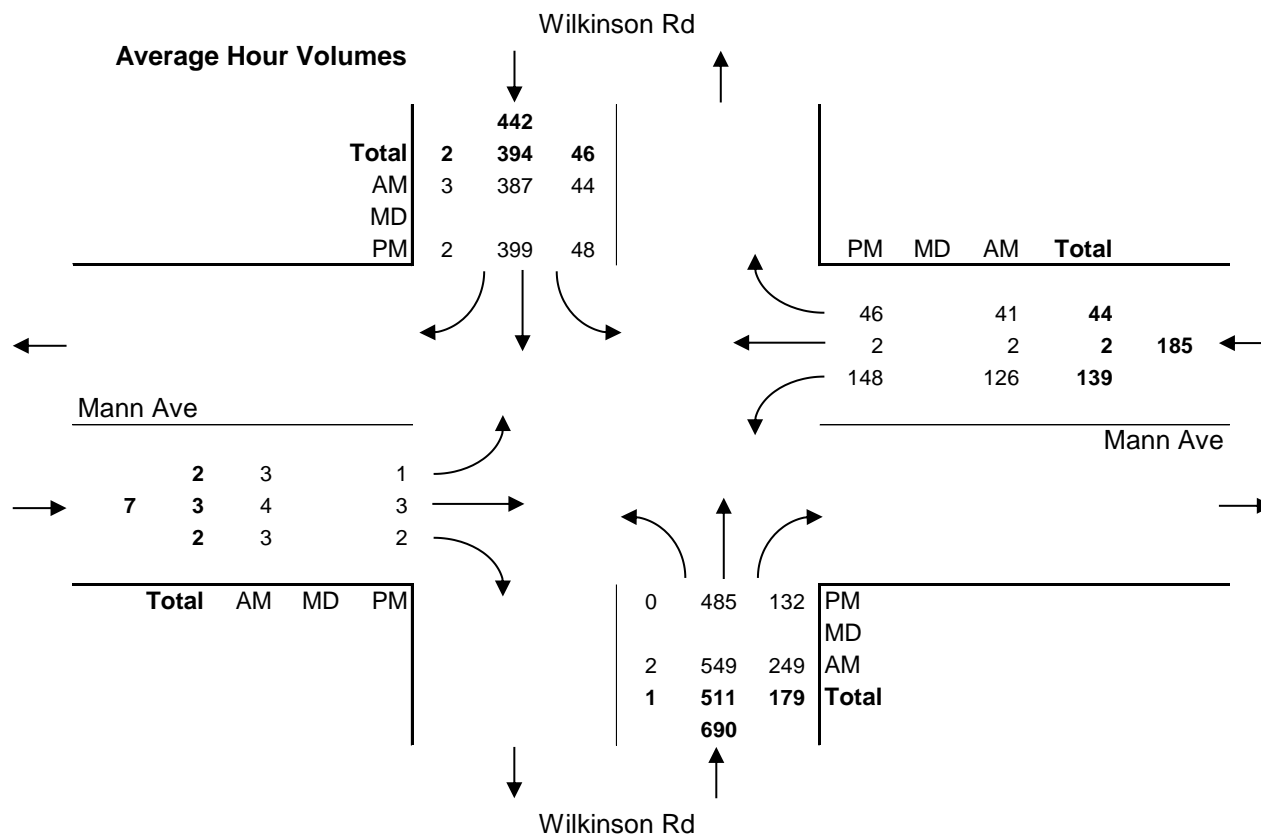 Wilkinson Rd
Average Hour Volumes
442
Total 2 394 46
AM 3 387 44
MD
PM 2 399 48
PM MD AM Total
46 41 44
2 2 2 185
148 126 139
Mann Ave
Mann Ave
2 3 1
7 3 4 3
2 3 2
Total AM MD PM
0 485 132 PM
MD
2 549 249 AM
1 511 179 Total
690
Wilkinson Rd